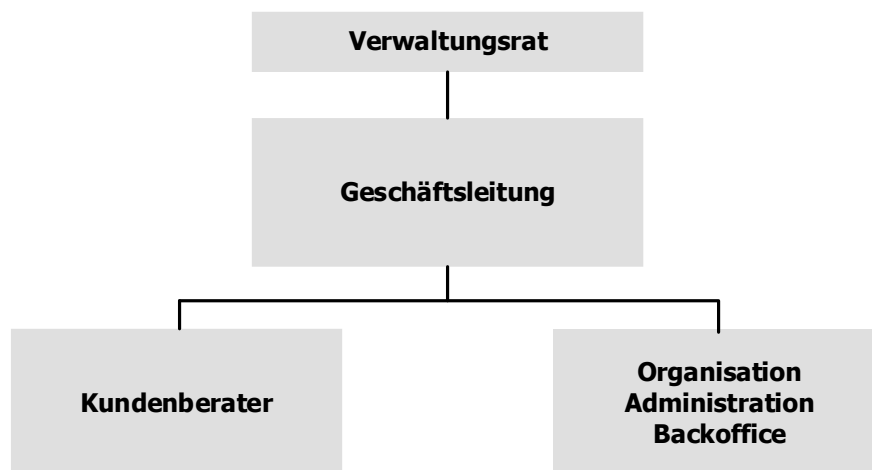 Verwaltungsrat
Geschäftsleitung
Kundenberater
Organisation
Administration
Backoffice